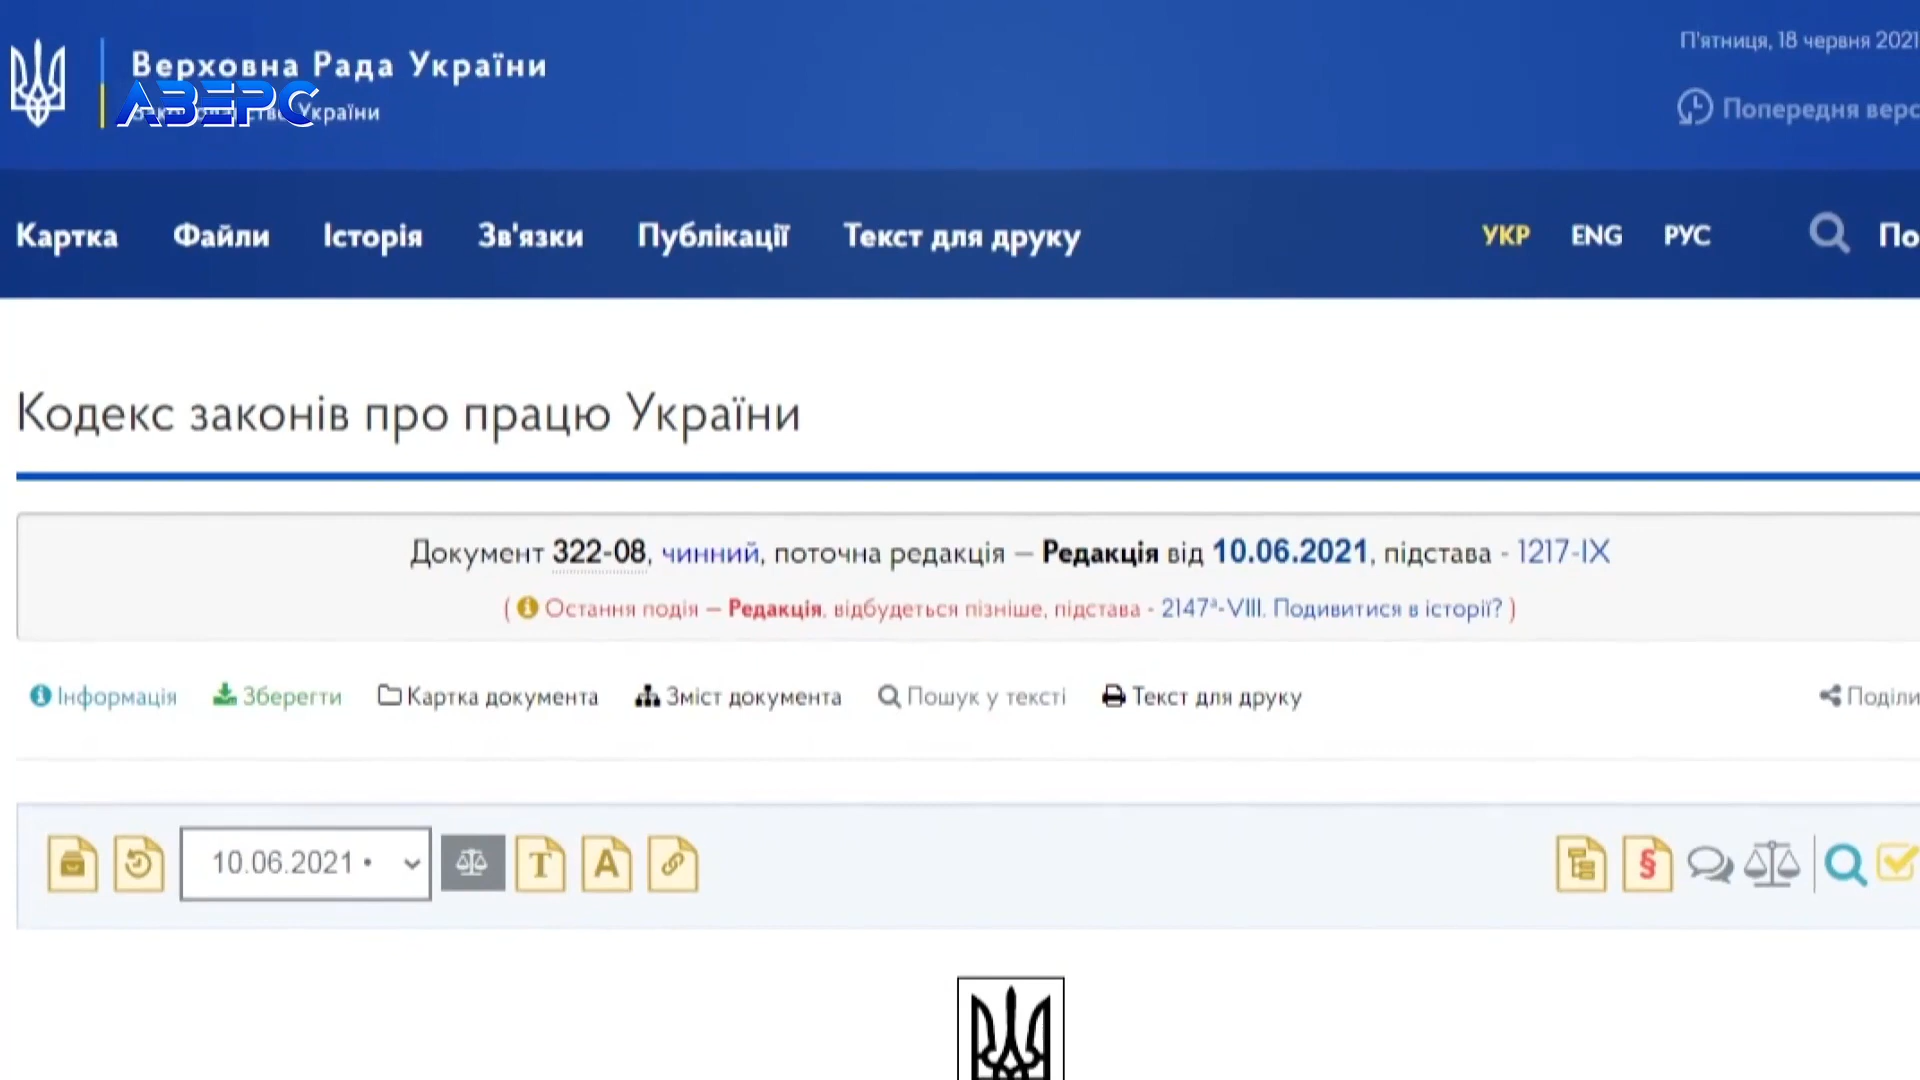 Верховна Рада України
АВЕРС
України
П'ятниця, 18 червня 2021
Попередня верс
Картка Файли Історія Зв'язки Публікації Текст для друку УКР ENG РУС По
Кодекс законів про працю України
Документ 322-08, чинний, поточна редакція — Редакція від 10.06.2021, підстава - 1217-IX
( Остання подія — Редакція, відбудеться пізніше, підстава - 2147ª-VIII. Подивитися в історії? )
Інформація Зберегти Картка документа Зміст документа Пошук у тексті Текст для друку Поділи
10.06.2021 •